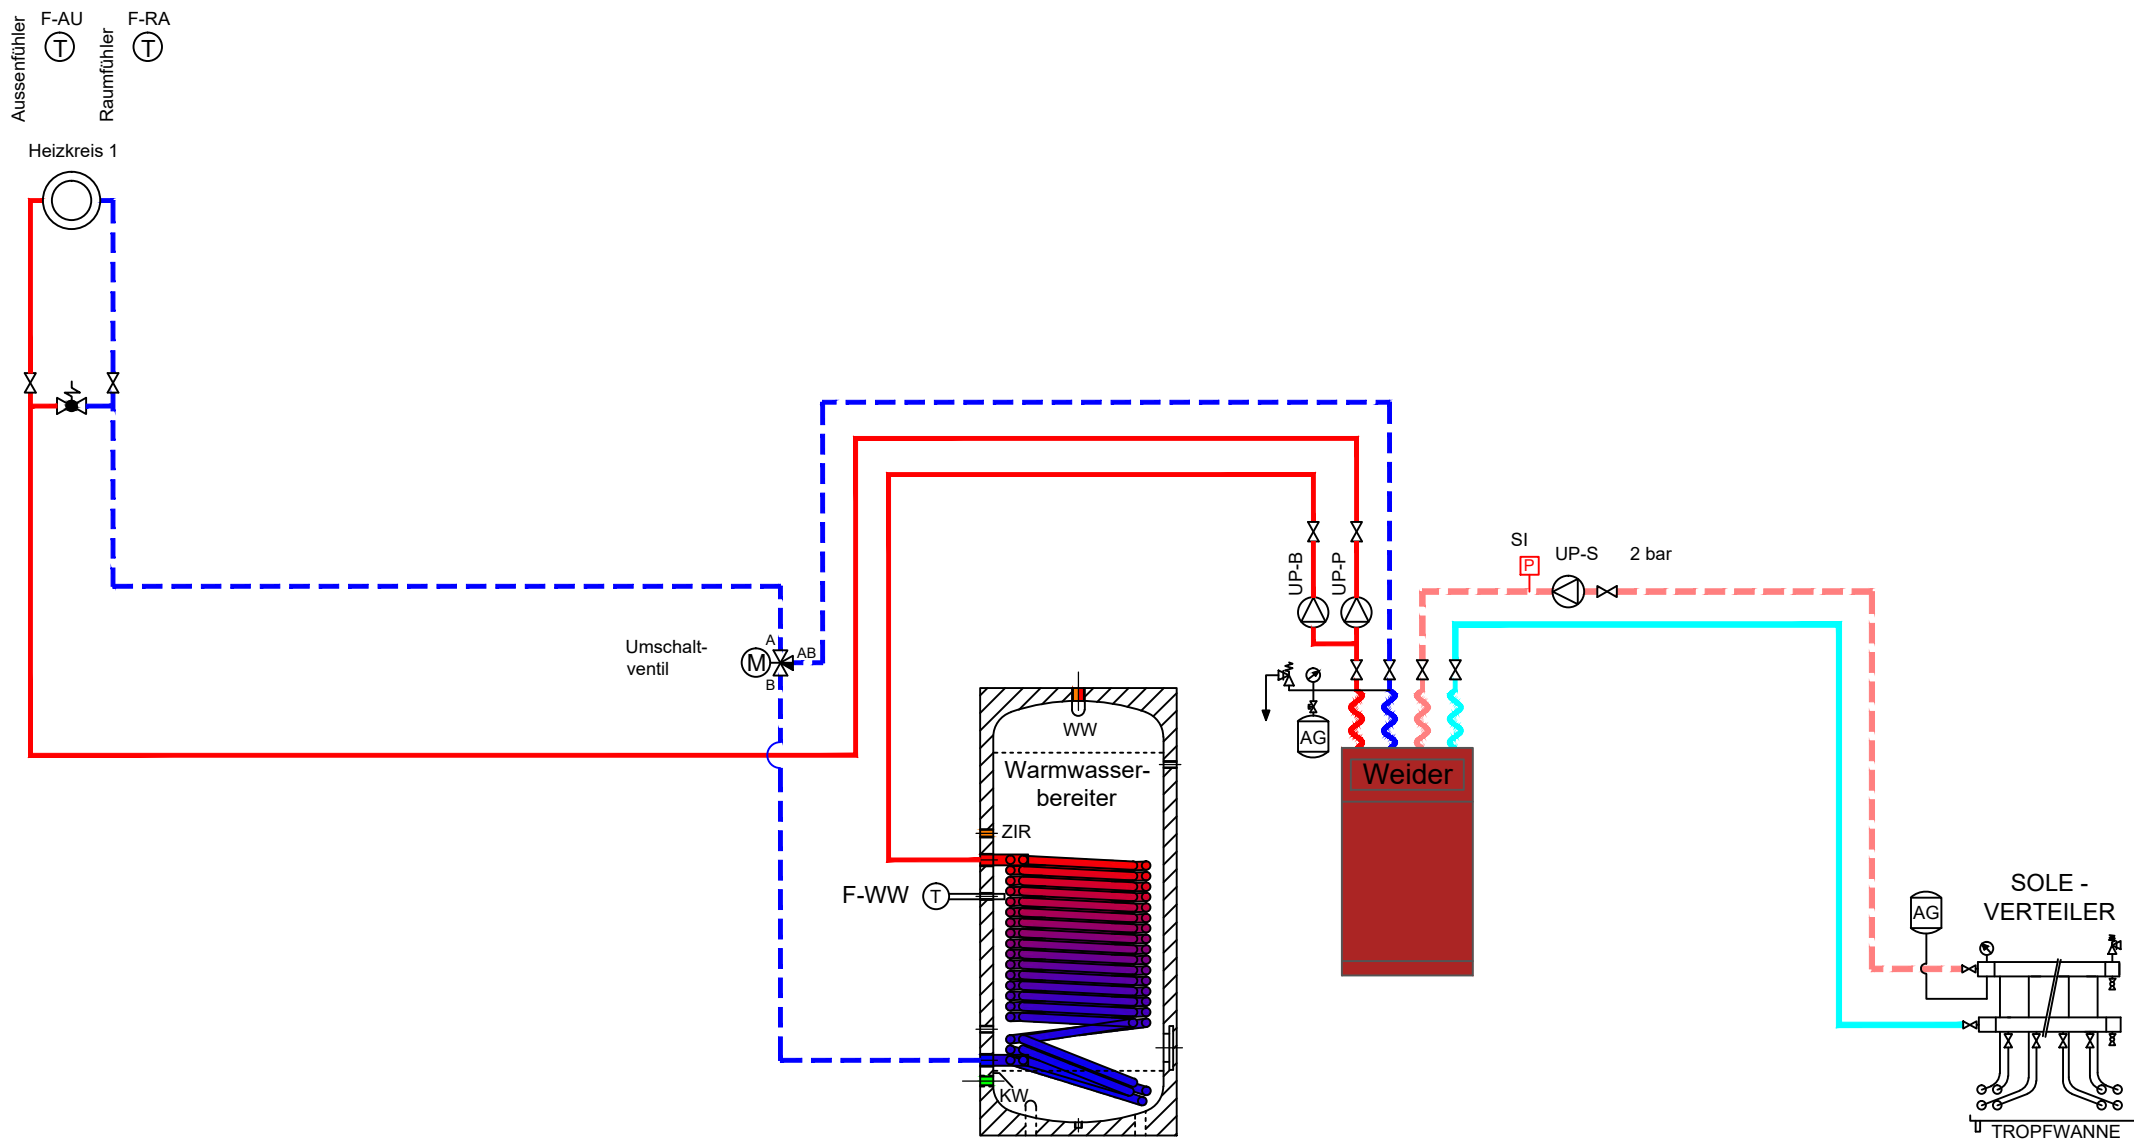 F-AU
F-RA
Aussenfühler
T
Raumfühler
T
Heizkreis 1
SI
UP-S
2 bar
P
UP-B
UP-P
Umschalt-
ventil
A
M
AB
B
WW
AG
Warmwasser-
bereiter
Weider
ZIR
F-WW
T
SOLE -
VERTEILER
AG
KW
TROPFWANNE